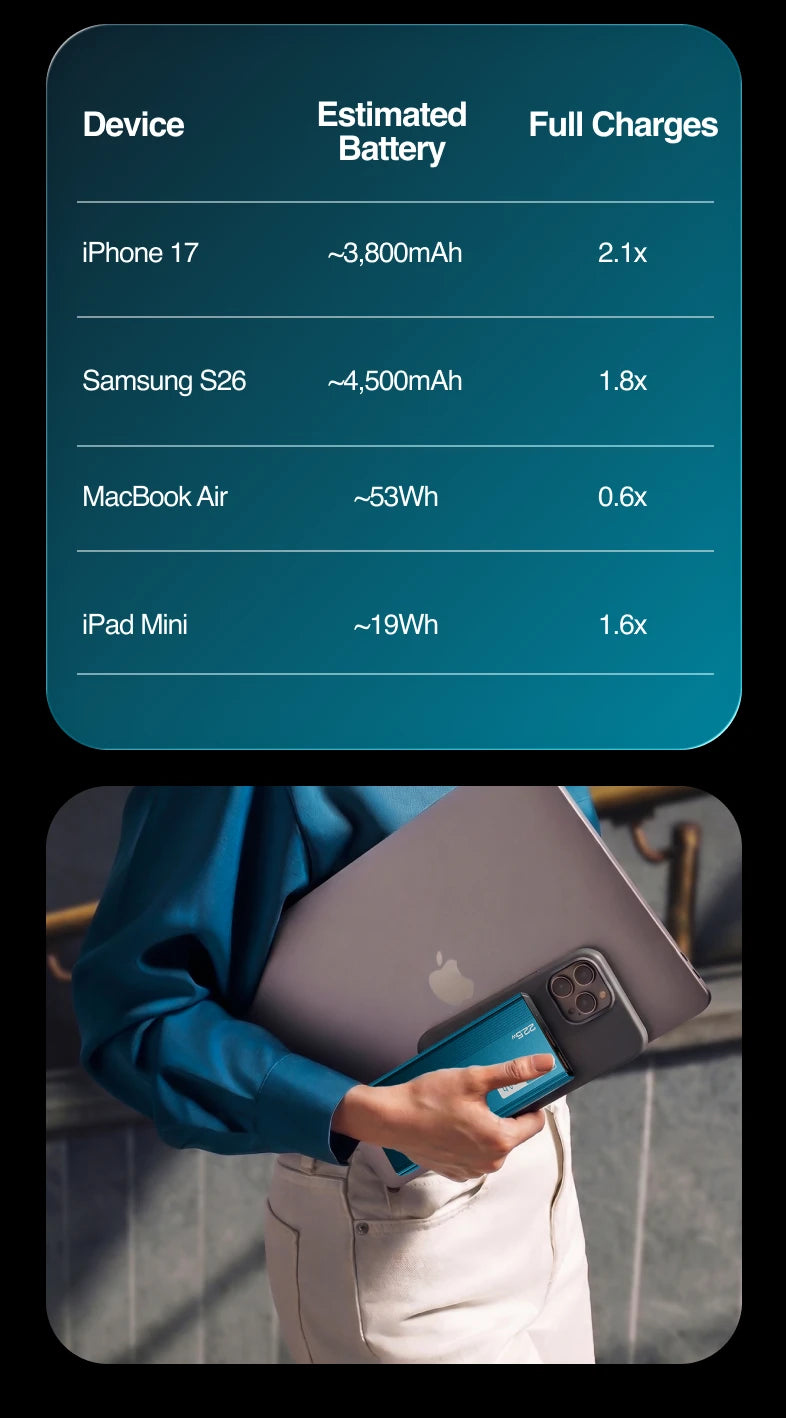 Device
Estimated
Battery
Full Charges
iPhone 17
~3,800mAh
2.1x
Samsung S26
~4,500mAh
1.8x
MacBook Air
~53Wh
0.6x
iPad Mini
~19Wh
1.6x
22.5W